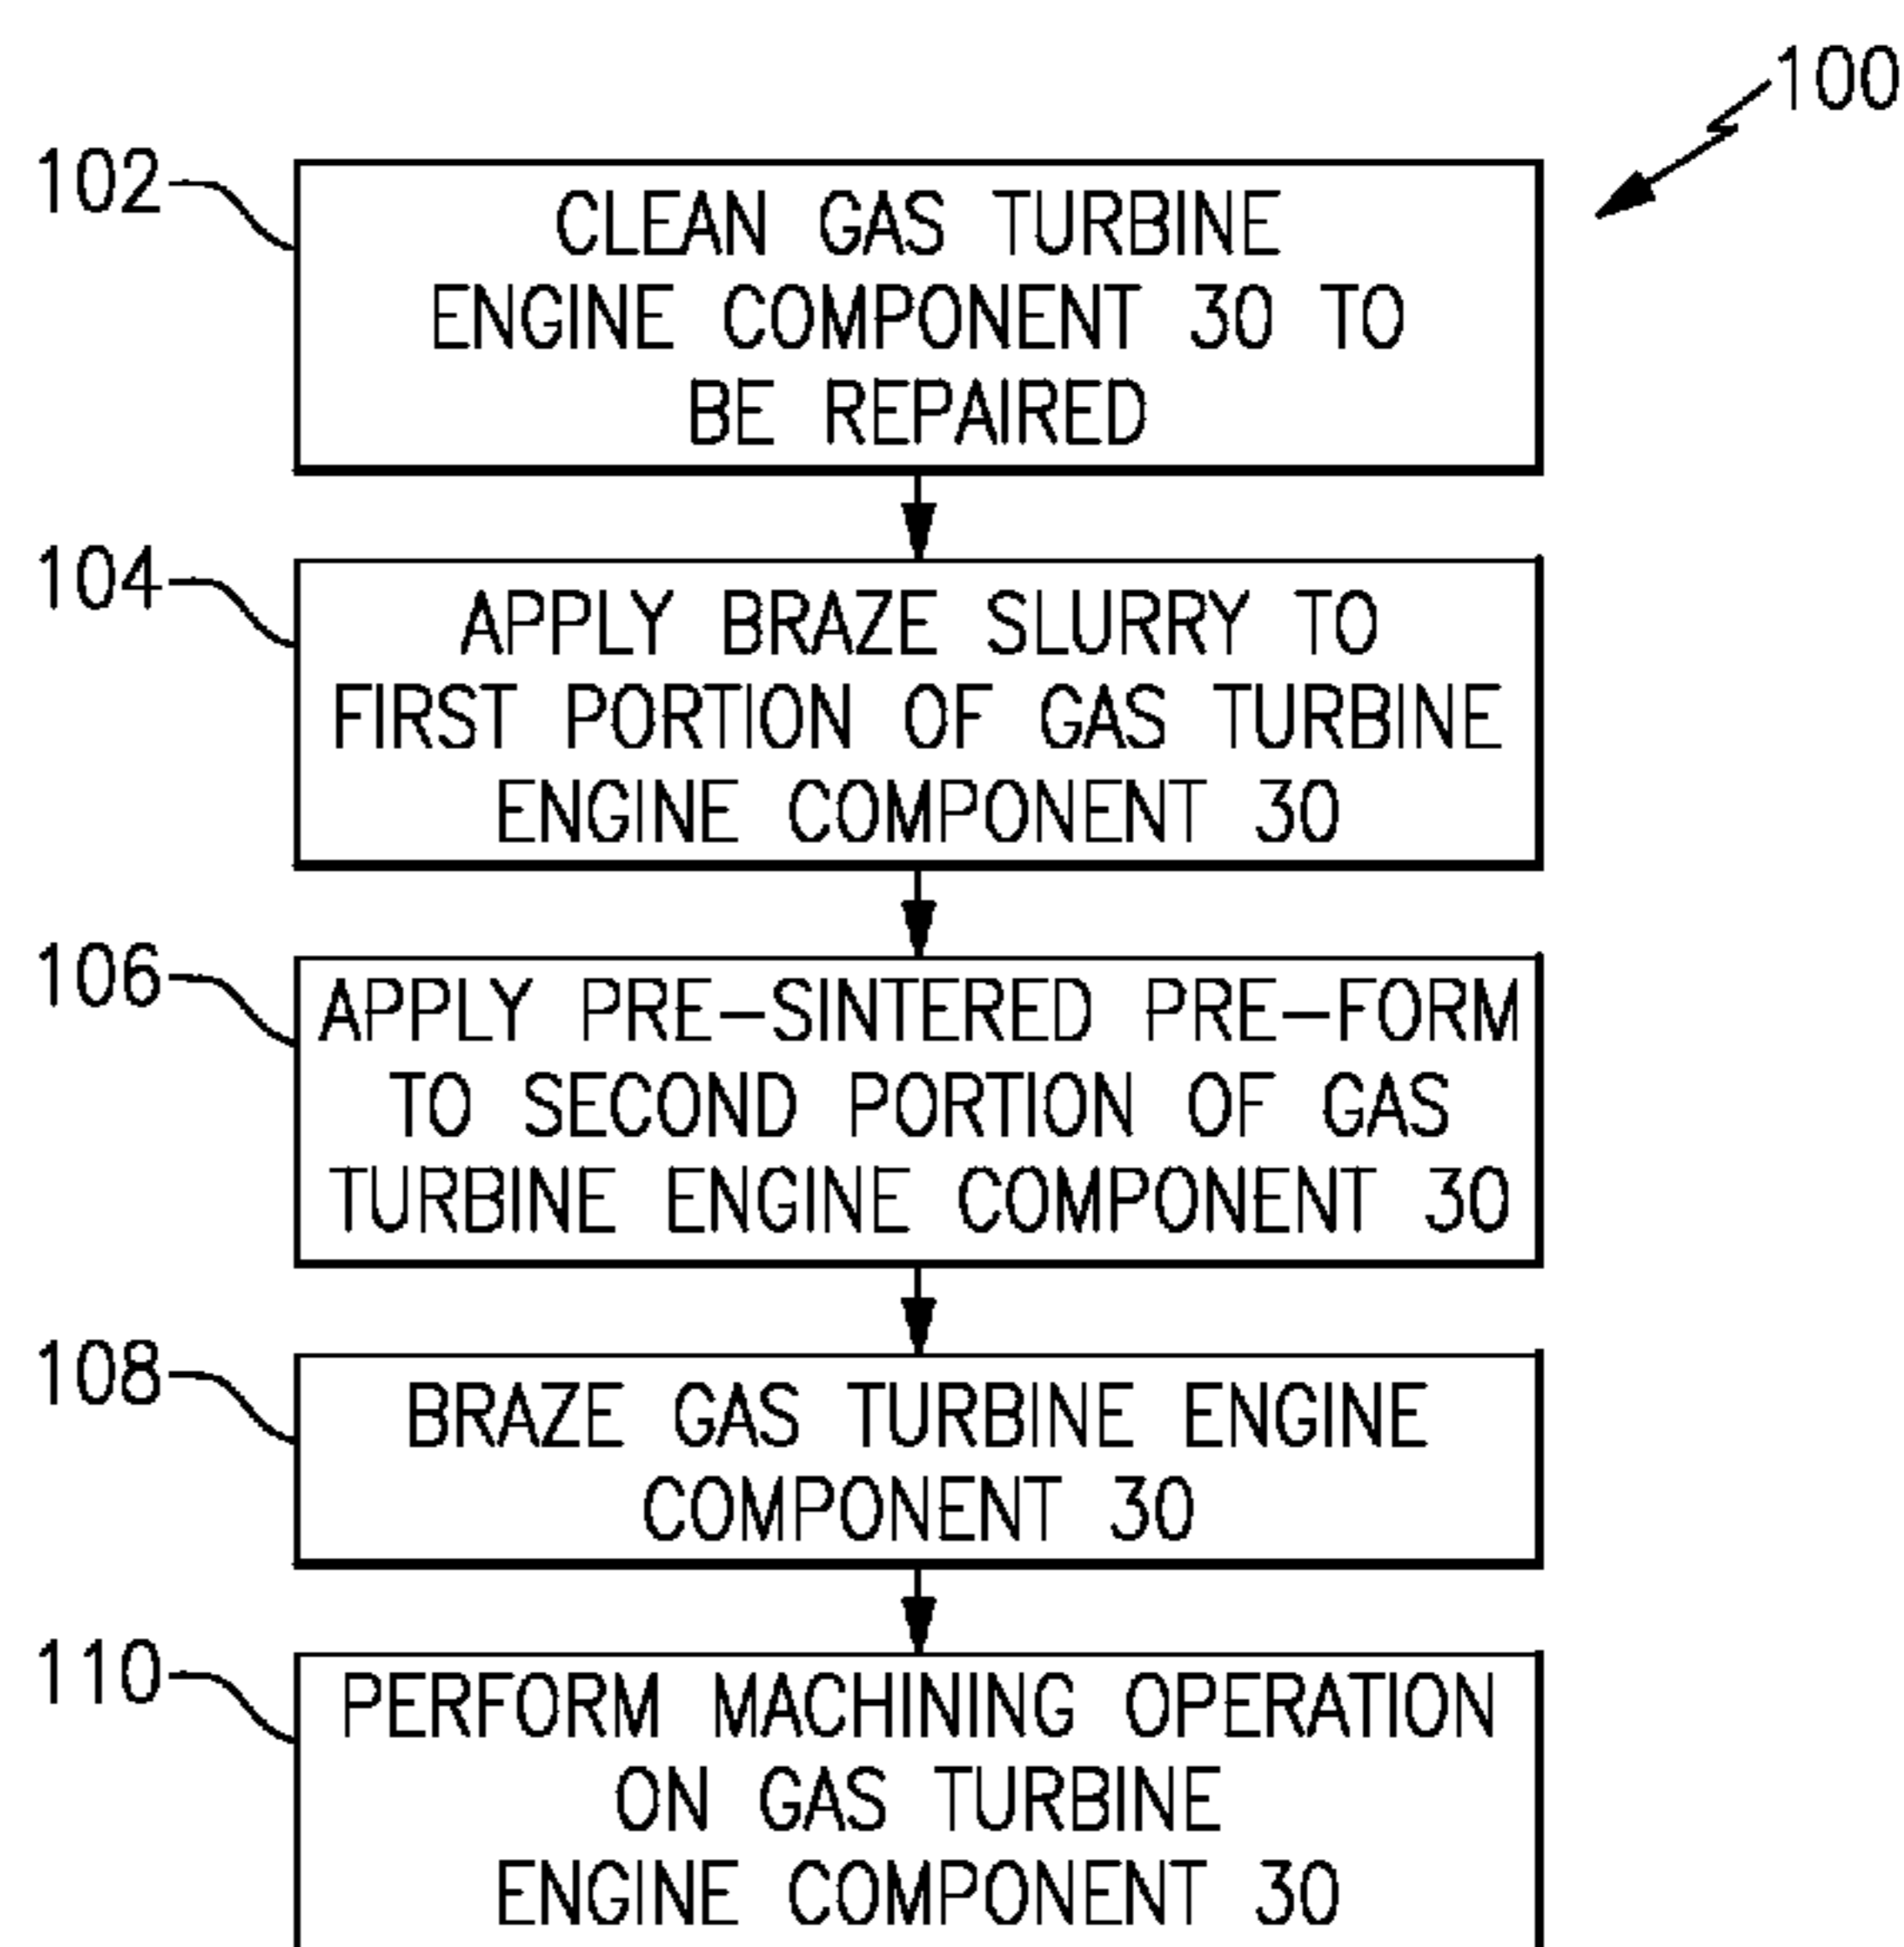 100
102
CLEAN GAS TURBINE
ENGINE COMPONENT 30 TO
BE REPAIRED
104
APPLY BRAZE SLURRY TO
FIRST PORTION OF GAS TURBINE
ENGINE COMPONENT 30
106
APPLY PRE-SINTERED PRE-FORM
TO SECOND PORTION OF GAS
TURBINE ENGINE COMPONENT 30
108
BRAZE GAS TURBINE ENGINE
COMPONENT 30
110
PERFORM MACHINING OPERATION
ON GAS TURBINE
ENGINE COMPONENT 30